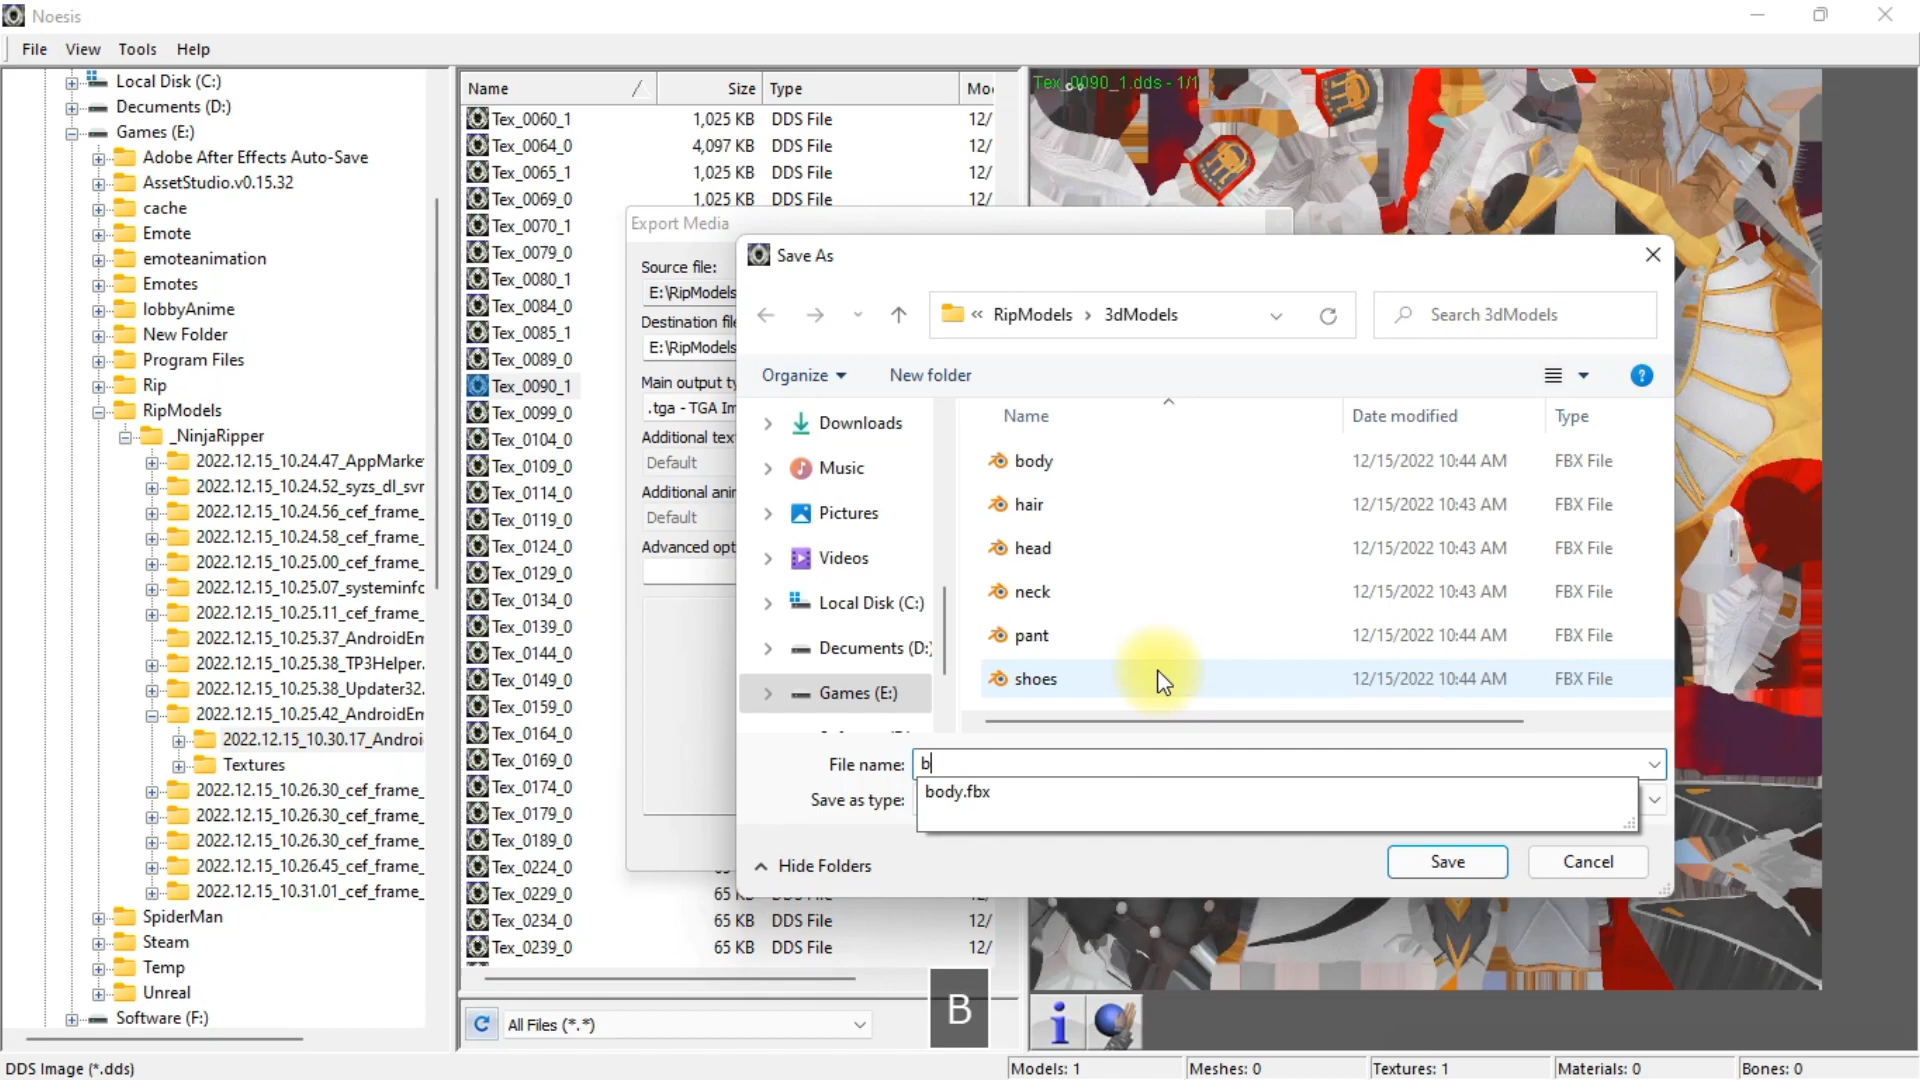 Noesis
File View Tools Help
Local Disk (C:)
Decuments (D:)
Games (E:)
Adobe After Effects Auto-Save
AssetStudio.v0.15.32
cache
Emote
emoteanimation
Emotes
lobbyAnime
New Folder
Program Files
Rip
RipModels
_NinjaRipper
2022.12.15_10.24.47_AppMarke
2022.12.15_10.24.52_syzs_dl_svr
2022.12.15_10.24.56_cef_frame_
2022.12.15_10.24.58_cef_frame_
2022.12.15_10.25.00_cef_frame_
2022.12.15_10.25.07_systeminfo
2022.12.15_10.25.11_cef_frame_
2022.12.15_10.25.37_AndroidEm
2022.12.15_10.25.38_TP3Helper.
2022.12.15_10.25.38_Updater32.
2022.12.15_10.25.42_AndroidEm
2022.12.15_10.30.17_Androi
Textures
2022.12.15_10.26.30_cef_frame_
2022.12.15_10.26.30_cef_frame_
2022.12.15_10.26.30_cef_frame_
2022.12.15_10.26.45_cef_frame_
2022.12.15_10.31.01_cef_frame_
SpiderMan
Steam
Temp
Unreal
Software (F:)
Name Size Type Mo
Tex_0060_1 1,025 KB DDS File 12/
Tex_0064_0 4,097 KB DDS File 12/
Tex_0065_1 1,025 KB DDS File 12/
Tex_0069_0 1,025 KB DDS File 12/
Tex_0070_1
Tex_0079_0
Tex_0080_1
Tex_0084_0
Tex_0085_1
Tex_0089_0
Tex_0090_1
Tex_0099_0
Tex_0104_0
Tex_0109_0
Tex_0114_0
Tex_0119_0
Tex_0124_0
Tex_0129_0
Tex_0134_0
Tex_0139_0
Tex_0144_0
Tex_0149_0
Tex_0159_0
Tex_0164_0
Tex_0169_0
Tex_0174_0
Tex_0179_0
Tex_0189_0
Tex_0224_0
Tex_0229_0 65
Tex_0234_0 65 KB DDS File 12/
Tex_0239_0 65 KB DDS File 12/
All Files (*.*)
B
Tex_0090_1.dds - 1/1
Export Media
Source file:
E:\RipModels
Destination file
E:\RipModels
Main output ty
.tga - TGA Im
Additional tex
Default
Additional ani
Default
Advanced opt
Save As
« RipModels › 3dModels
Search 3dModels
Organize New folder
?
Downloads
Music
Pictures
Videos
Local Disk (C:)
Decuments (D:
Games (E:)
Name Date modified Type
body 12/15/2022 10:44 AM FBX File
hair 12/15/2022 10:43 AM FBX File
head 12/15/2022 10:43 AM FBX File
neck 12/15/2022 10:43 AM FBX File
pant 12/15/2022 10:44 AM FBX File
shoes 12/15/2022 10:44 AM FBX File
File name: b
body.fbx
Save as type:
Hide Folders
Save Cancel
DDS Image (*.dds)
Models: 1
Meshes: 0
Textures: 1
Materials: 0
Bones: 0